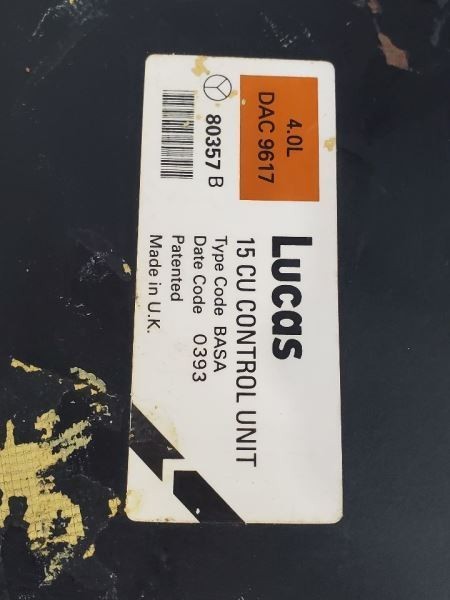 4.0L
DAC 9617
80357 B
Lucas
15 CU CONTROL UNIT
Type Code BASA
Date Code 0393
Patented
Made in U.K.